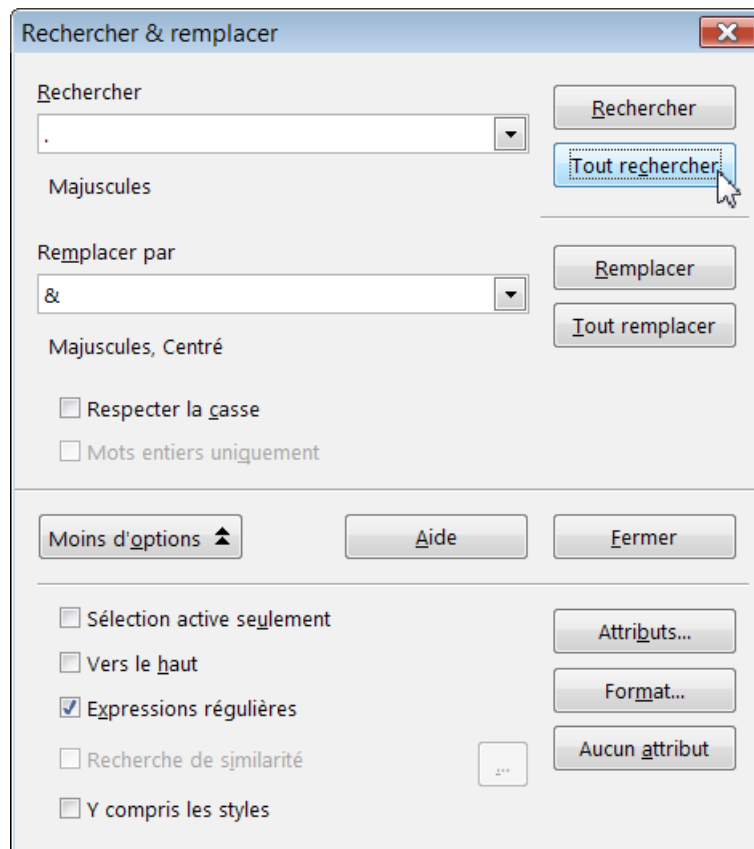 Rechercher & remplacer
Rechercher
.
Majuscules
Rechercher
Tout rechercher
Remplacer par
&
Majuscules, Centré
Remplacer
Tout remplacer
Respecter la casse
Mots entiers uniquement
Moins d'options
Aide
Fermer
Sélection active seulement
Vers le haut
Expressions régulières
Recherche de similarité
...
Y compris les styles
Attributs...
Format...
Aucun attribut